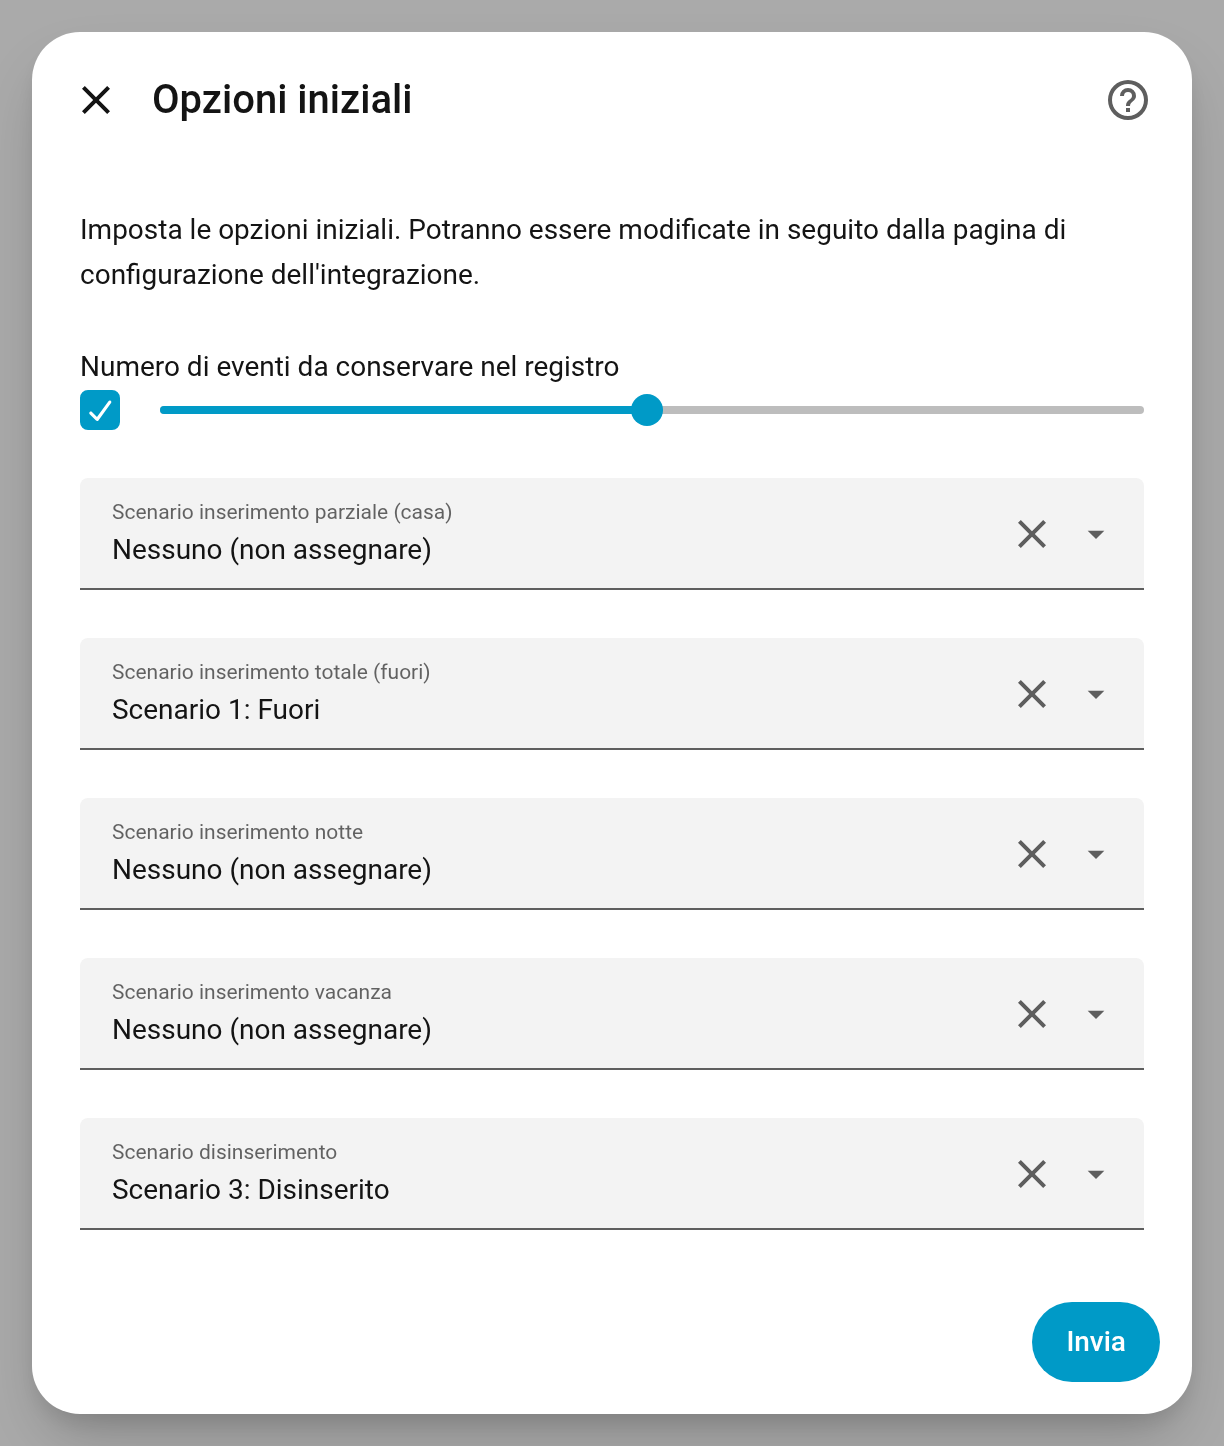 Opzioni iniziali
Imposta le opzioni iniziali. Potranno essere modificate in seguito dalla pagina di
configurazione dell'integrazione.
Numero di eventi da conservare nel registro
Scenario inserimento parziale (casa)
Nessuno (non assegnare)
Scenario inserimento totale (fuori)
Scenario 1: Fuori
Scenario inserimento notte
Nessuno (non assegnare)
Scenario inserimento vacanza
Nessuno (non assegnare)
Scenario disinserimento
Scenario 3: Disinserito
Invia